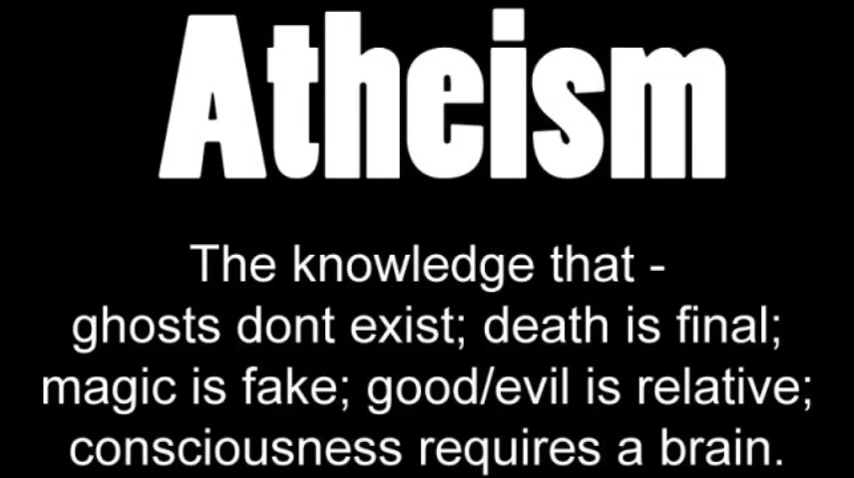 Atheism
The knowledge that -
ghosts dont exist; death is final;
magic is fake; good/evil is relative;
consciousness requires a brain.